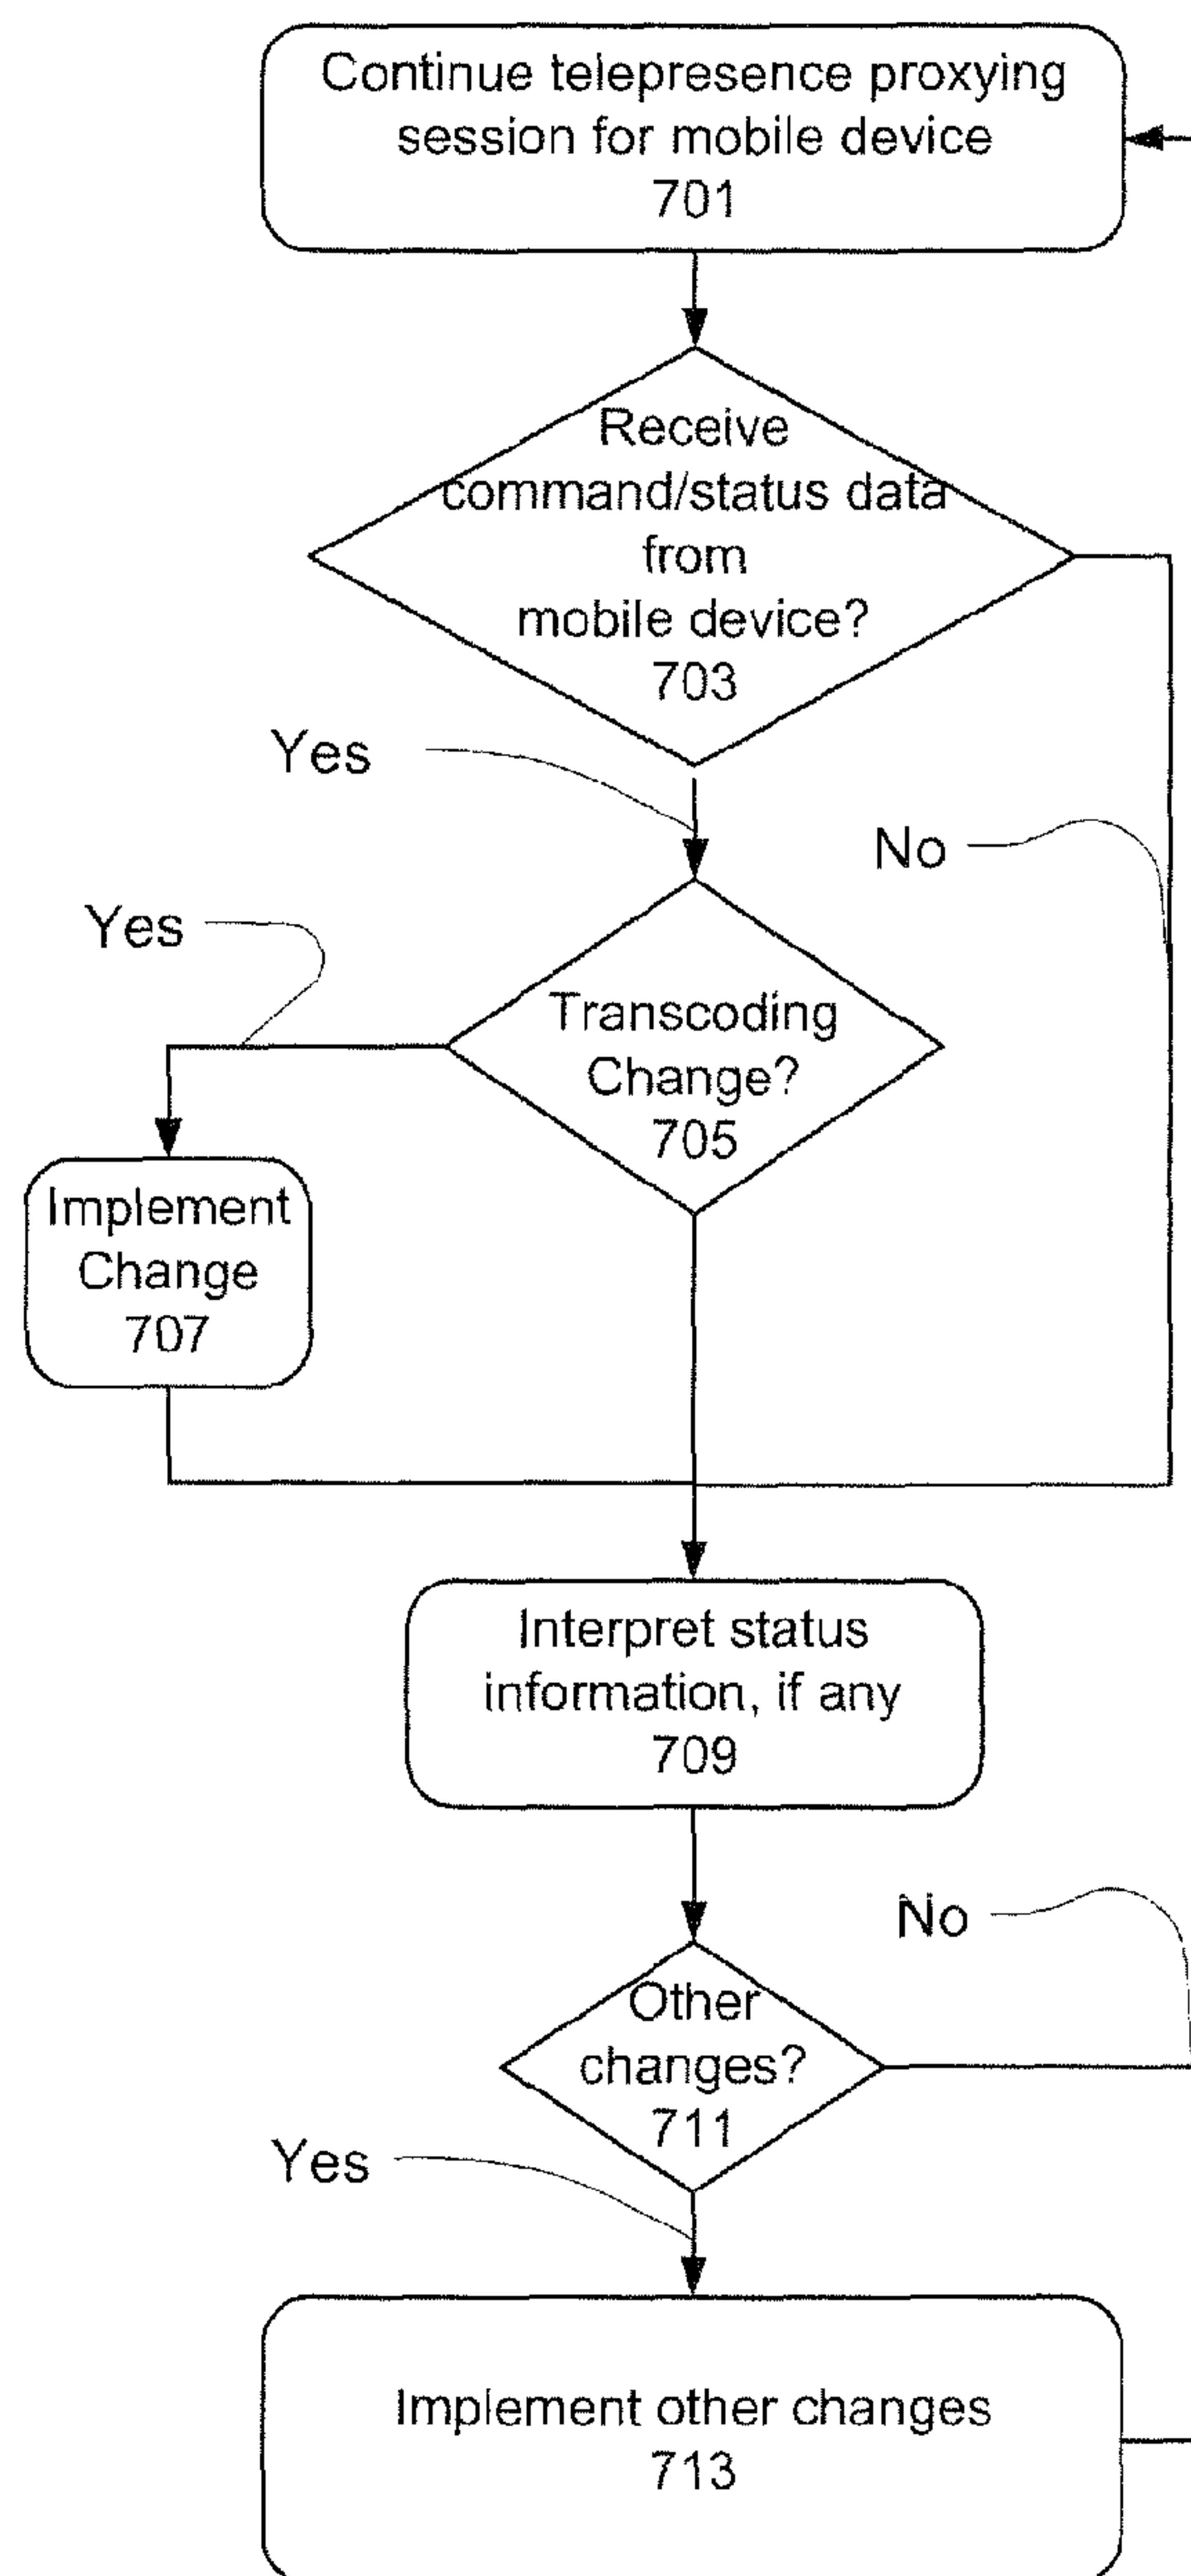 Continue telepresence proxying
session for mobile device
701
Receive
command/status data
from
mobile device?
703
Yes
No
Yes
Transcoding
Change?
705
Implement
Change
707
Interpret status
information, if any
709
No
Other
changes?
711
Yes
Implement other changes
713